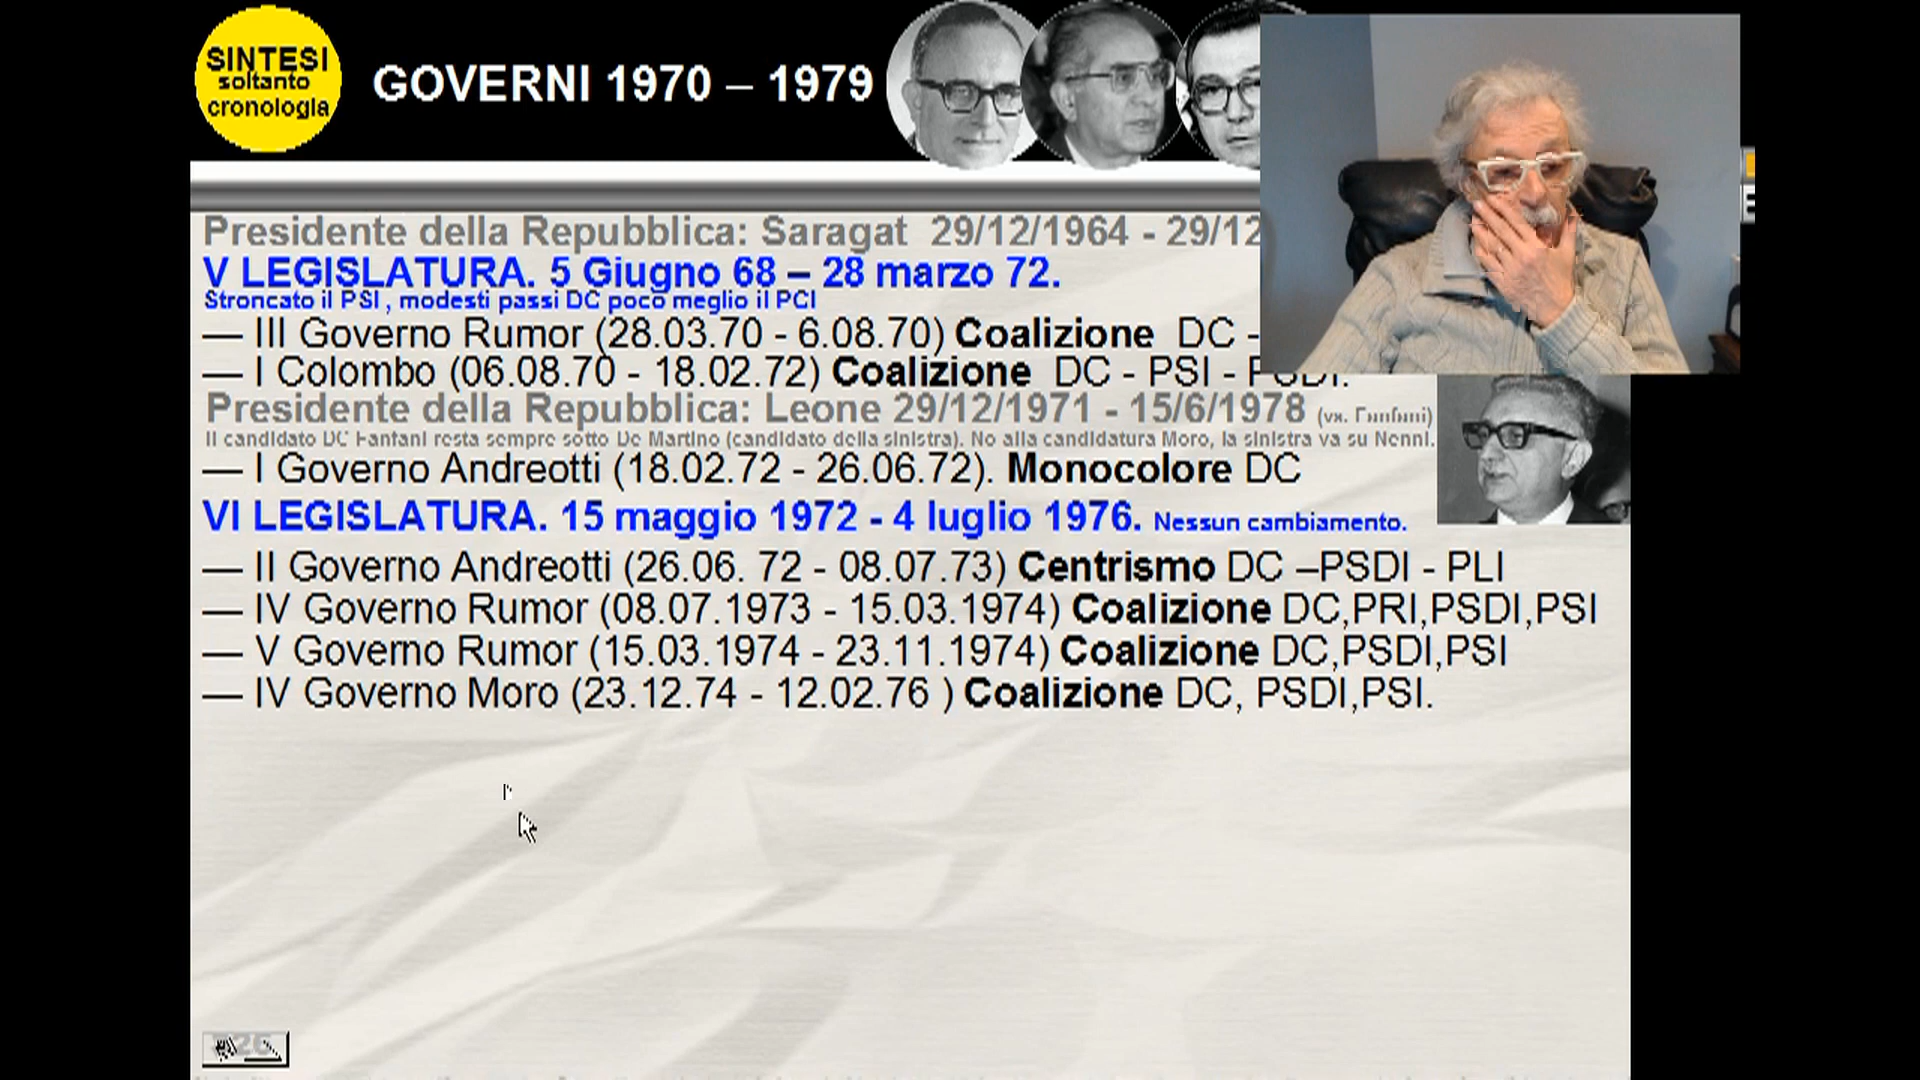 SINTESI
soltanto
cronologia
GOVERNI 1970 – 1979
Presidente della Repubblica: Saragat 29/12/1964 - 29/12
V LEGISLATURA. 5 Giugno 68 – 28 marzo 72.
Stroncato il PSI, modesti passi DC poco meglio il PCI
— III Governo Rumor (28.03.70 - 6.08.70) Coalizione DC -
— I Colombo (06.08.70 - 18.02.72) Coalizione DC - PSI - PSDI.
Presidente della Repubblica: Leone 29/12/1971 - 15/6/1978 (vs. Fanfani)
Il candidato DC Fanfani resta sempre sotto De Martino (candidato della sinistra). No alla candidatura Moro, la sinistra va su Nenni.
— I Governo Andreotti (18.02.72 - 26.06.72). Monocolore DC
VI LEGISLATURA. 15 maggio 1972 - 4 luglio 1976. Nessun cambiamento.
— II Governo Andreotti (26.06. 72 - 08.07.73) Centrismo DC –PSDI - PLI
— IV Governo Rumor (08.07.1973 - 15.03.1974) Coalizione DC,PRI,PSDI,PSI
— V Governo Rumor (15.03.1974 - 23.11.1974) Coalizione DC,PSDI,PSI
— IV Governo Moro (23.12.74 - 12.02.76 ) Coalizione DC, PSDI,PSI.